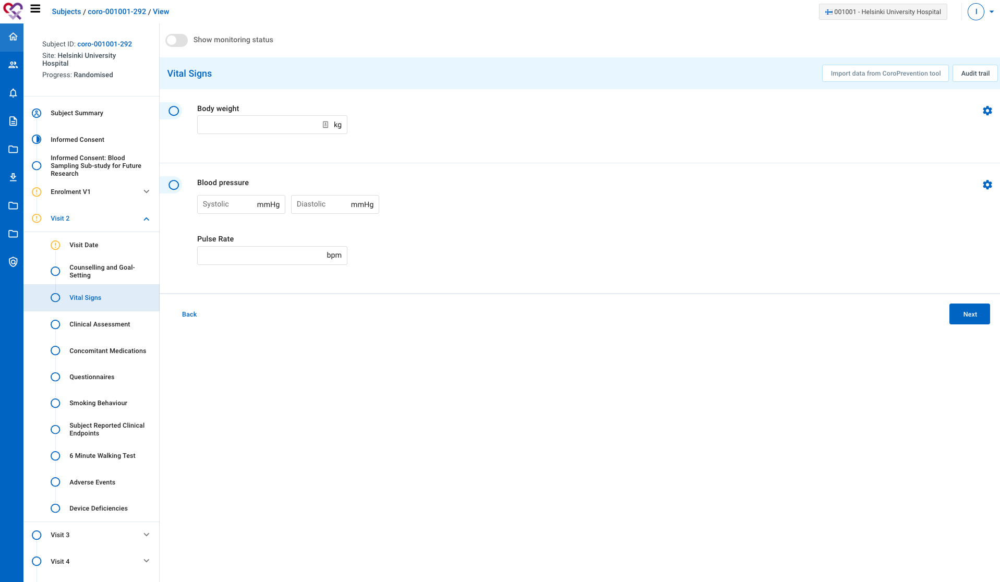 Subjects / coro-001001-292 / View
001001 - Helsinki University Hospital
I
Subject ID: coro-001001-292
Site: Helsinki University
Hospital
Progress: Randomised
Subject Summary
Informed Consent
Informed Consent: Blood
Sampling Sub-study for Future
Research
Enrolment V1
Visit 2
Visit Date
Counselling and Goal-
Setting
Vital Signs
Clinical Assessment
Concomitant Medications
Questionnaires
Smoking Behaviour
Subject Reported Clinical
Endpoints
6 Minute Walking Test
Adverse Events
Device Deficiencies
Visit 3
Visit 4
Show monitoring status
Vital Signs
Import data from CoroPrevention tool
Audit trail
Body weight
kg
Blood pressure
Systolic mmHg
Diastolic mmHg
Pulse Rate
bpm
Back
Next